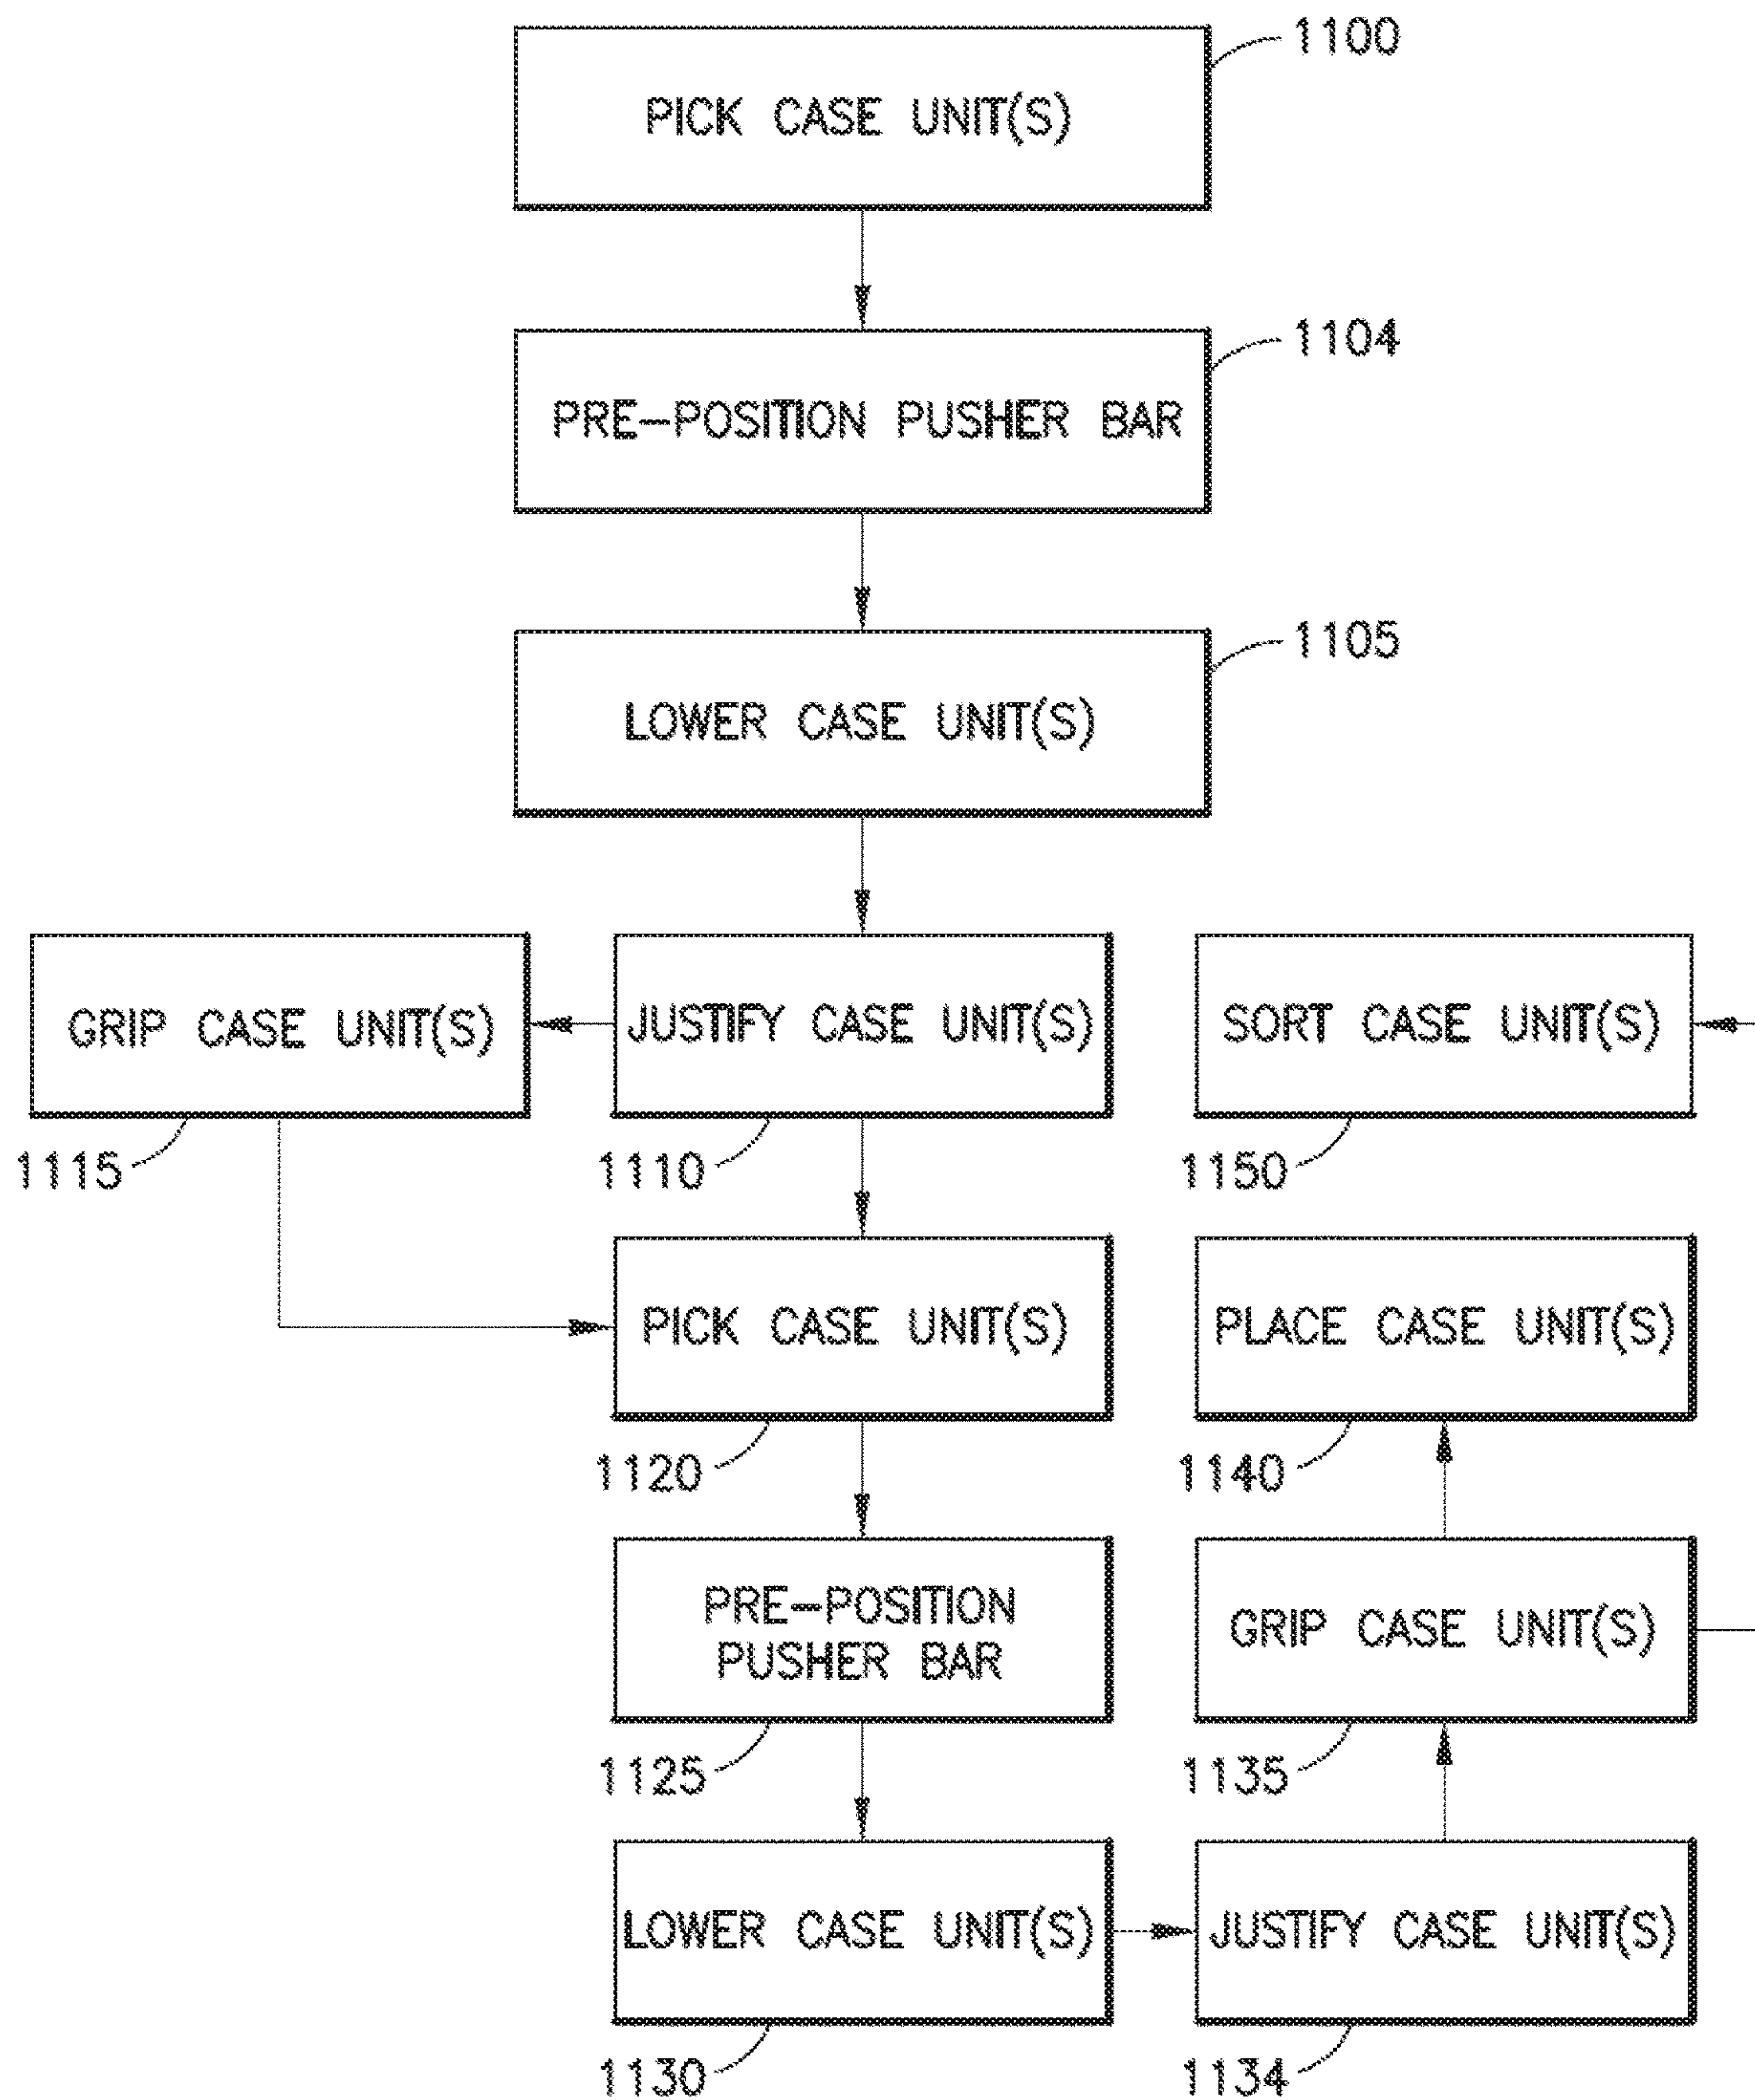 1100
PICK CASE UNIT(S)
1104
PRE-POSITION PUSHER BAR
1105
LOWER CASE UNIT(S)
GRIP CASE UNIT(S)
JUSTIFY CASE UNIT(S)
SORT CASE UNIT(S)
1115
1110
1150
PICK CASE UNIT(S)
PLACE CASE UNIT(S)
1120
1140
PRE-POSITION
PUSHER BAR
GRIP CASE UNIT(S)
1125
1135
LOWER CASE UNIT(S)
JUSTIFY CASE UNIT(S)
1130
1134